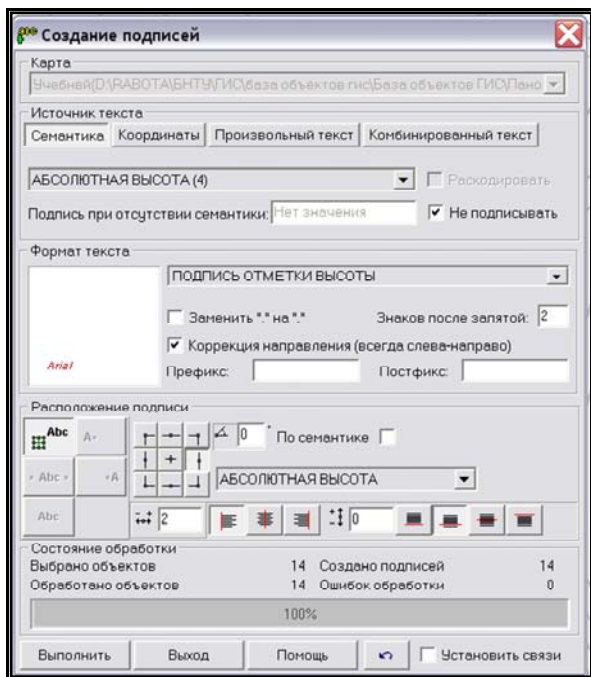 Создание подписей
Карта
Учебней(D:\RABOTA\БНТУ\ГИС\база объектов гис\База объектов ГИС\Пано
Источник текста
Семантика Координаты Произвольный текст Комбинированный текст
АБСОЛЮТНАЯ ВЫСОТА (4) Раскодировать
Подпись при отсутствии семантики: Нет значения Не подписывать
Формат текста
ПОДПИСЬ ОТМЕТКИ ВЫСОТЫ
Заменить "." на "." Знаков после запятой: 2
Коррекция направления (всегда слева-направо)
Arial
Префикс: Постфикс:
Расположение подписи
Abc A 0 ° По семантике
Abc A АБСОЛЮТНАЯ ВЫСОТА
Abc 2 0
Состояние обработки
Выбрано объектов 14 Создано подписей 14
Обработано объектов 14 Ошибок обработки 0
100%
Выполнить Выход Помощь Установить связи